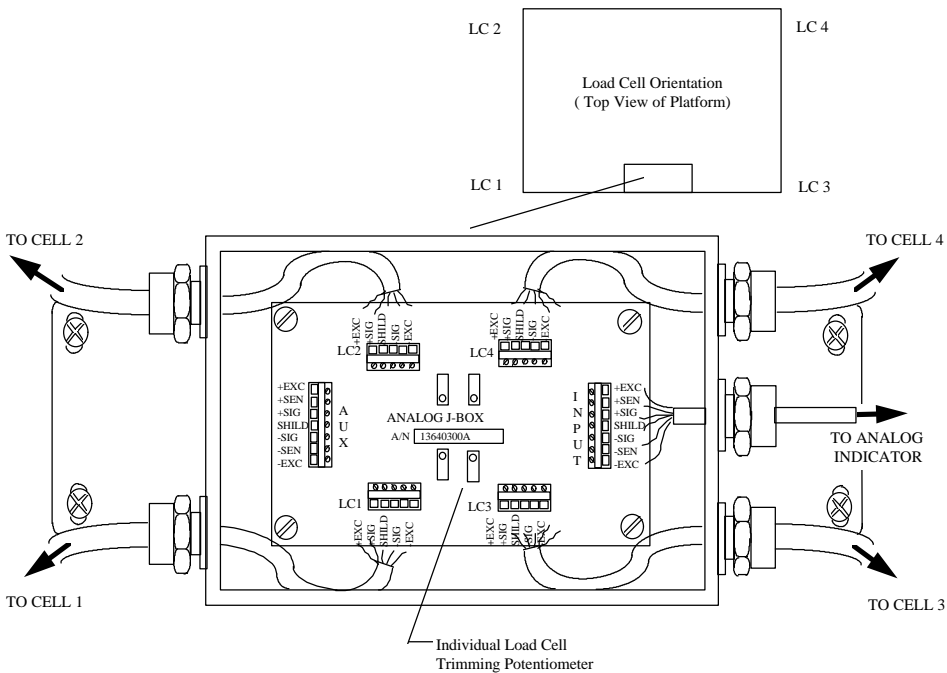 LC 2
LC 4
Load Cell Orientation
( Top View of Platform)
LC 1
LC 3
TO CELL 2
TO CELL 4
+EXC
+SIG
SHILD
-SIG
-EXC
LC2
+EXC
+SIG
SHILD
-SIG
-EXC
LC4
+EXC
+SEN
+SIG
SHILD
-SIG
-SEN
-EXC
A
U
X
ANALOG J-BOX
A/N 13640300A
I
N
P
U
T
+EXC
+SEN
+SIG
SHILD
-SIG
-SEN
-EXC
TO ANALOG
INDICATOR
LC1
+EXC
+SIG
SHILD
-SIG
-EXC
LC3
+EXC
+SIG
SHILD
-SIG
-EXC
TO CELL 1
TO CELL 3
Individual Load Cell
Trimming Potentiometer